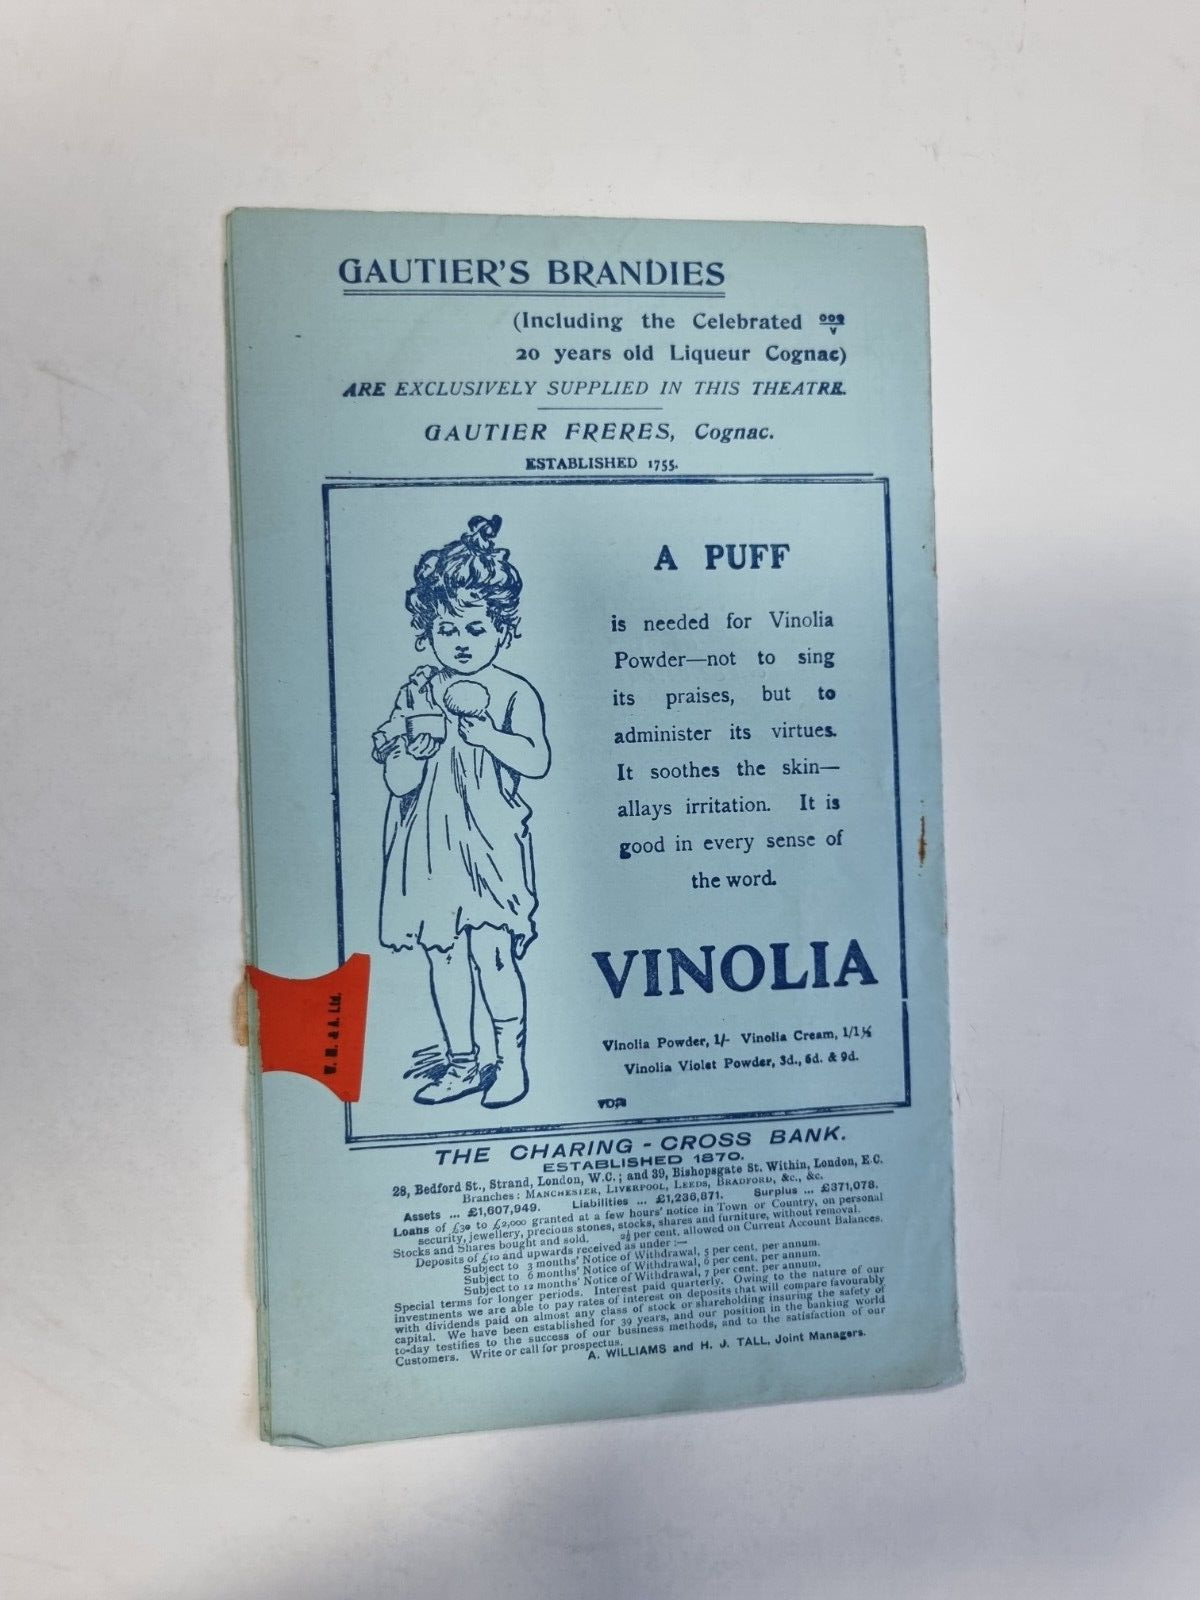 GAUTIER'S BRANDIES
(Including the Celebrated
20 years old Liqueur Cognac)
ARE EXCLUSIVELY SUPPLIED IN THIS THEATRE.
GAUTIER FRERES, Cognac.
ESTABLISHED 1755.
A PUFF
is needed for Vinolia
Powder—not to sing
its praises, but to
administer its virtues.
It soothes the skin—
allays irritation. It is
good in every sense of
the word.
VINOLIA
Vinolia Powder, 1/- Vinolia Cream, 1/1½
Vinolia Violet Powder, 3d., 6d. & 9d.
W. H. & A. Ltd.
THE CHARING-CROSS BANK.
ESTABLISHED 1870.
28, Bedford St., Strand, London, W.C.; and 39, Bishopsgate St. Within, London, E.C.
Branches: MANCHESTER, LIVERPOOL, LEEDS, BRADFORD, &c., &c.
Assets ... £1,607,949. Liabilities ... £1,236,871. Surplus ... £371,078.
Loans of £30 to £2,000 granted at a few hours' notice in Town or Country, on personal
security, jewellery, precious stones, stocks, shares and furniture, without removal.
Stocks and Shares bought and sold. 2½ per cent. allowed on Current Account Balances.
Deposits of £10 and upwards received as under:—
Subject to 3 months' Notice of Withdrawal, 5 per cent. per annum.
Subject to 6 months' Notice of Withdrawal, 6 per cent. per annum.
Subject to 12 months' Notice of Withdrawal, 7 per cent. per annum.
Special terms for longer periods. Interest paid quarterly. Owing to the nature of our
investments we are able to pay rates of interest on deposits that will compare favourably
with dividends paid on almost any class of stock or shareholding insuring the safety of
capital. We have been established for 39 years, and our position in the banking world
to-day testifies to the success of our business methods, and to the satisfaction of our
Customers. Write or call for prospectus.
A. WILLIAMS and H. J. TALL, Joint Managers.